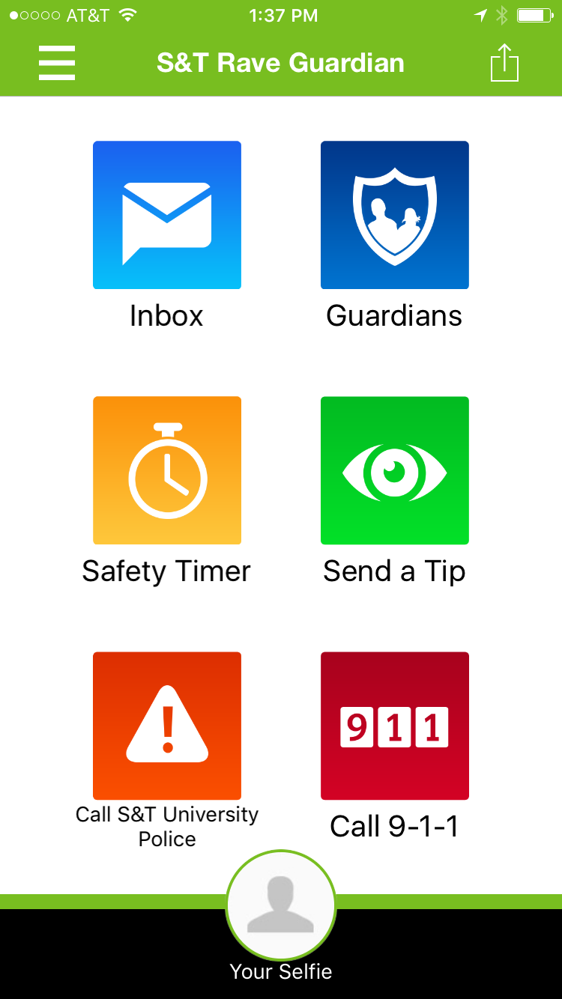 AT&T 1:37 PM
S&T Rave Guardian
Inbox Guardians
Safety Timer Send a Tip
911
Call S&T University
Police
Call 9-1-1
Your Selfie